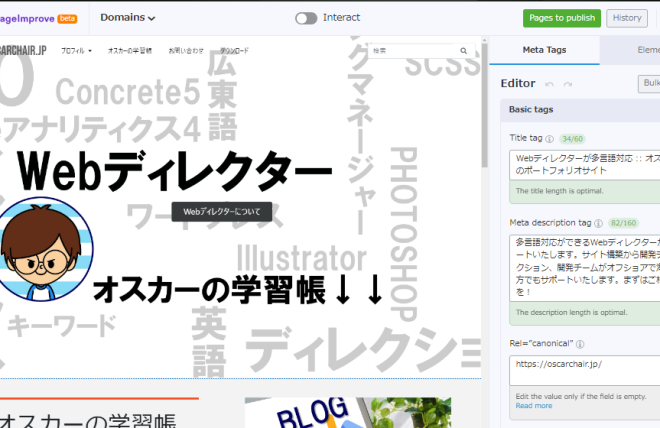 ageImprove beta
Domains
Interact
Pages to publish
History
プロフィル
オスカーの学習帳
お問い合わせ
ダウンロード
検索
SCSS
広東語
Concrete5
アナリティクス4
グマネージャー
Webディレクター
PHOTOSHOP
ワードプレス
Webディレクターについて
Illustrator
オスカーの学習帳↓↓
キーワード
英語
ディレクショ
オスカーの学習帳
BLOG
Meta Tags
Eleme
Editor
Bulk
Basic tags
Title tag 34/60
Webディレクターが多言語対応 :: オス
のポートフォリオサイト
The title length is optimal.
Meta description tag 82/160
多言語対応ができるWebディレクターが
ートいたします。サイト構築から開発デ
クション、開発チームがオフショアで
方でもサポートいたします。まずはご
を！
The description length is optimal.
Rel="canonical"
https://oscarchair.jp/
Edit the value only if the field is empty.
Read more